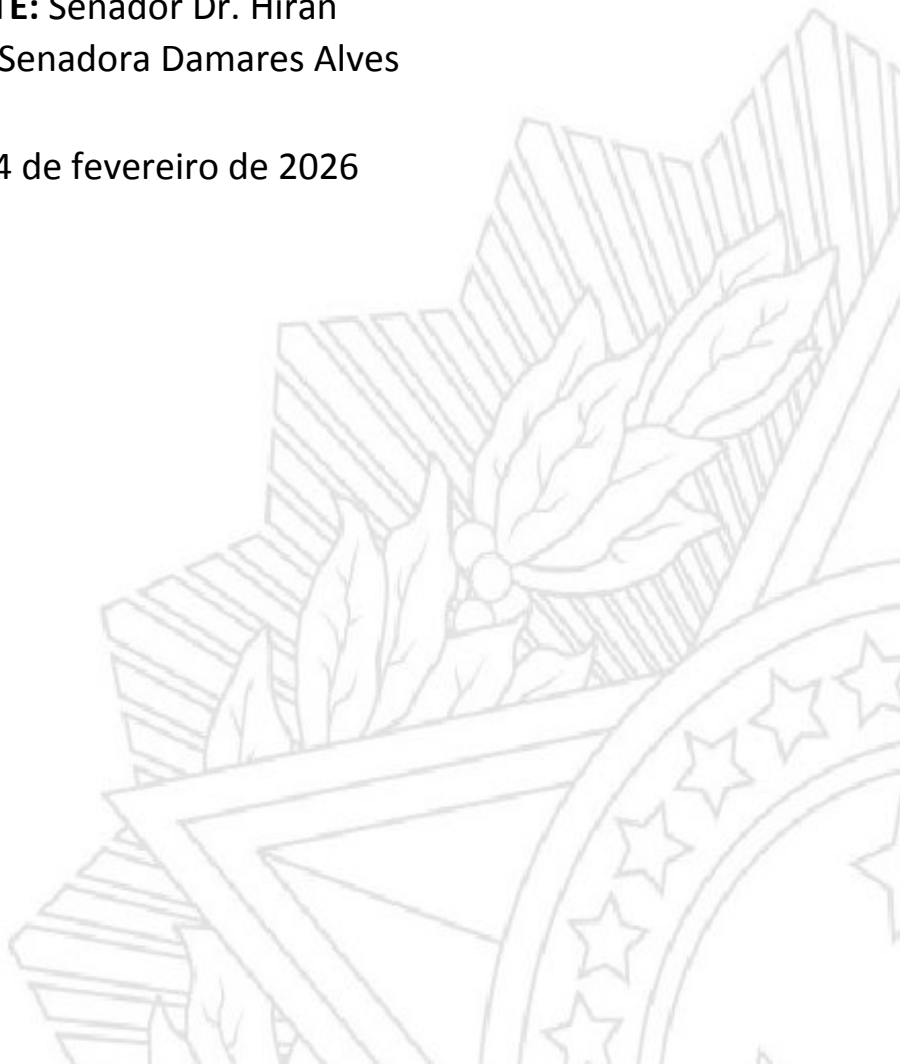 TE: Senador Dr. Hiran
Senadora Damares Alves
4 de fevereiro de 2026